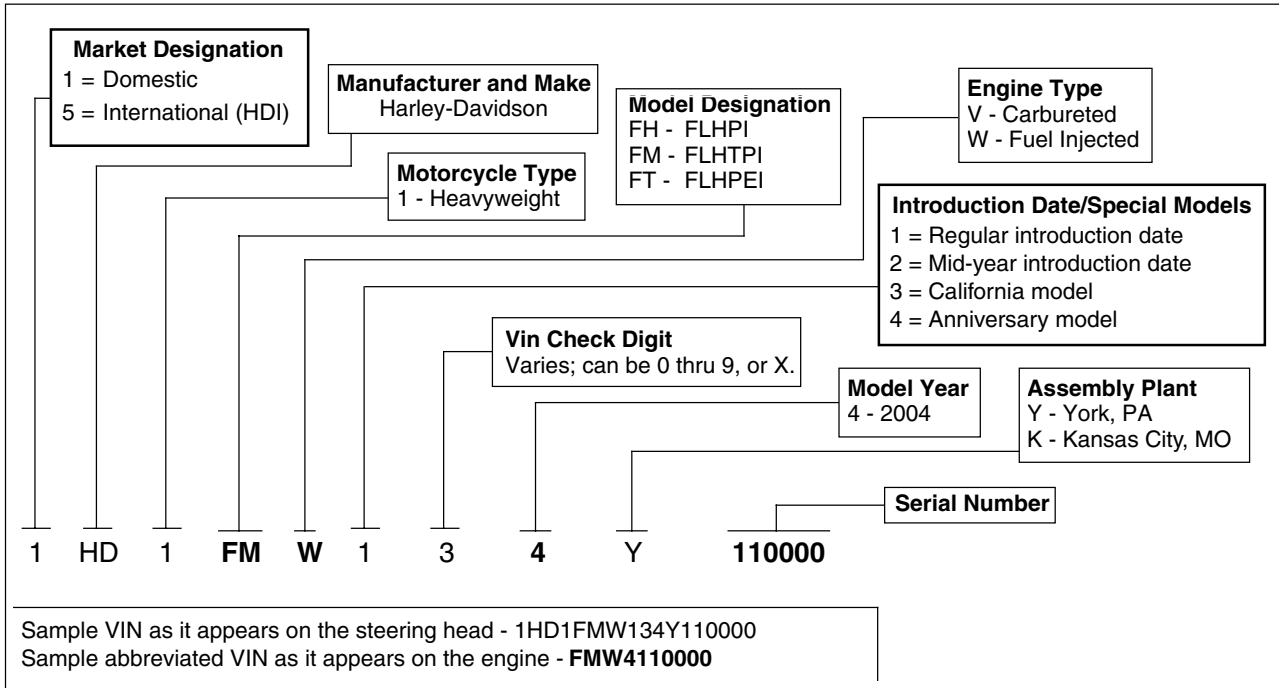 Market Designation
1 = Domestic
5 = International (HDI)
Manufacturer and Make
Harley-Davidson
Motorcycle Type
1 - Heavyweight
Model Designation
FH - FLHPI
FM - FLHTPI
FT - FLHPEI
Engine Type
V - Carbureted
W - Fuel Injected
Introduction Date/Special Models
1 = Regular introduction date
2 = Mid-year introduction date
3 = California model
4 = Anniversary model
Vin Check Digit
Varies; can be 0 thru 9, or X.
Model Year
4 - 2004
Assembly Plant
Y - York, PA
K - Kansas City, MO
Serial Number
1 HD 1 FM W 1 3 4 Y 110000
Sample VIN as it appears on the steering head - 1HD1FMW134Y110000
Sample abbreviated VIN as it appears on the engine - FMW4110000